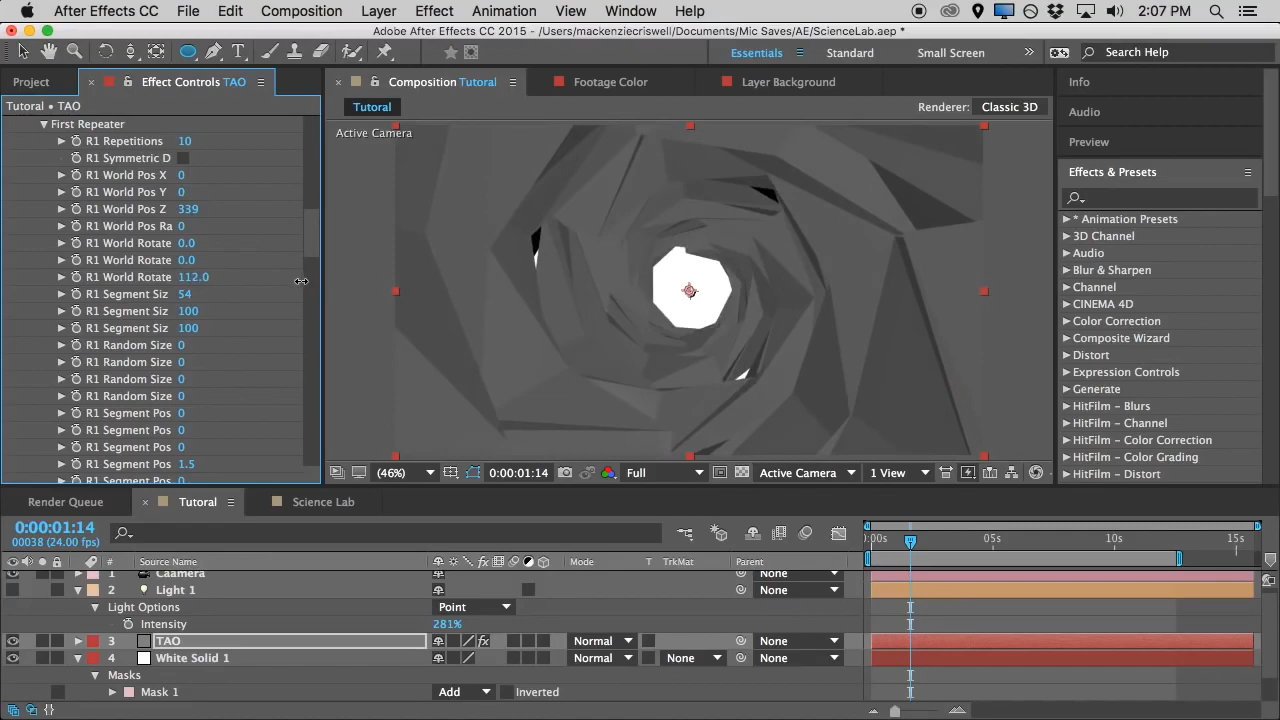 After Effects CC File Edit Composition Layer Effect Animation View Window Help 2:07 PM
Adobe After Effects CC 2015 - /Users/mackenziecriswell/Documents/Mic Saves/AE/ScienceLab.aep *
Essentials Standard Small Screen Search Help
Project Effect Controls TAO Composition Tutorial Footage Color Layer Background Info
Tutorial • TAO
Tutorial Renderer: Classic 3D
Active Camera
Audio
Preview
Effects & Presets
First Repeater
R1 Repetitions 10
R1 Symmetric D
R1 World Pos X 0
R1 World Pos Y 0
R1 World Pos Z 339
R1 World Pos Ra 0
R1 World Rotate 0.0
R1 World Rotate 0.0
R1 World Rotate 112.0
R1 Segment Siz 54
R1 Segment Siz 100
R1 Segment Siz 100
R1 Random Size 0
R1 Random Size 0
R1 Random Size 0
R1 Random Size 0
R1 Segment Pos 0
R1 Segment Pos 0
R1 Segment Pos 0
R1 Segment Pos 1.5
R1 Segment Pos 0
* Animation Presets
3D Channel
Audio
Blur & Sharpen
Channel
CINEMA 4D
Color Correction
Composite Wizard
Distort
Expression Controls
Generate
HitFilm - Blurs
HitFilm - Channel
HitFilm - Color Correction
HitFilm - Color Grading
HitFilm - Distort
(46%) 0:00:01:14 Full Active Camera 1 View
Render Queue Tutorial Science Lab
0:00:01:14
00038 (24.00 fps)
:00s 05s 10s 15s
# Source Name Mode T TrkMat Parent
1 Caamera None
2 Light 1 None
Light Options Point
Intensity 281%
3 TAO Normal None
4 White Solid 1 Normal None None
Masks
Mask 1 Add Inverted